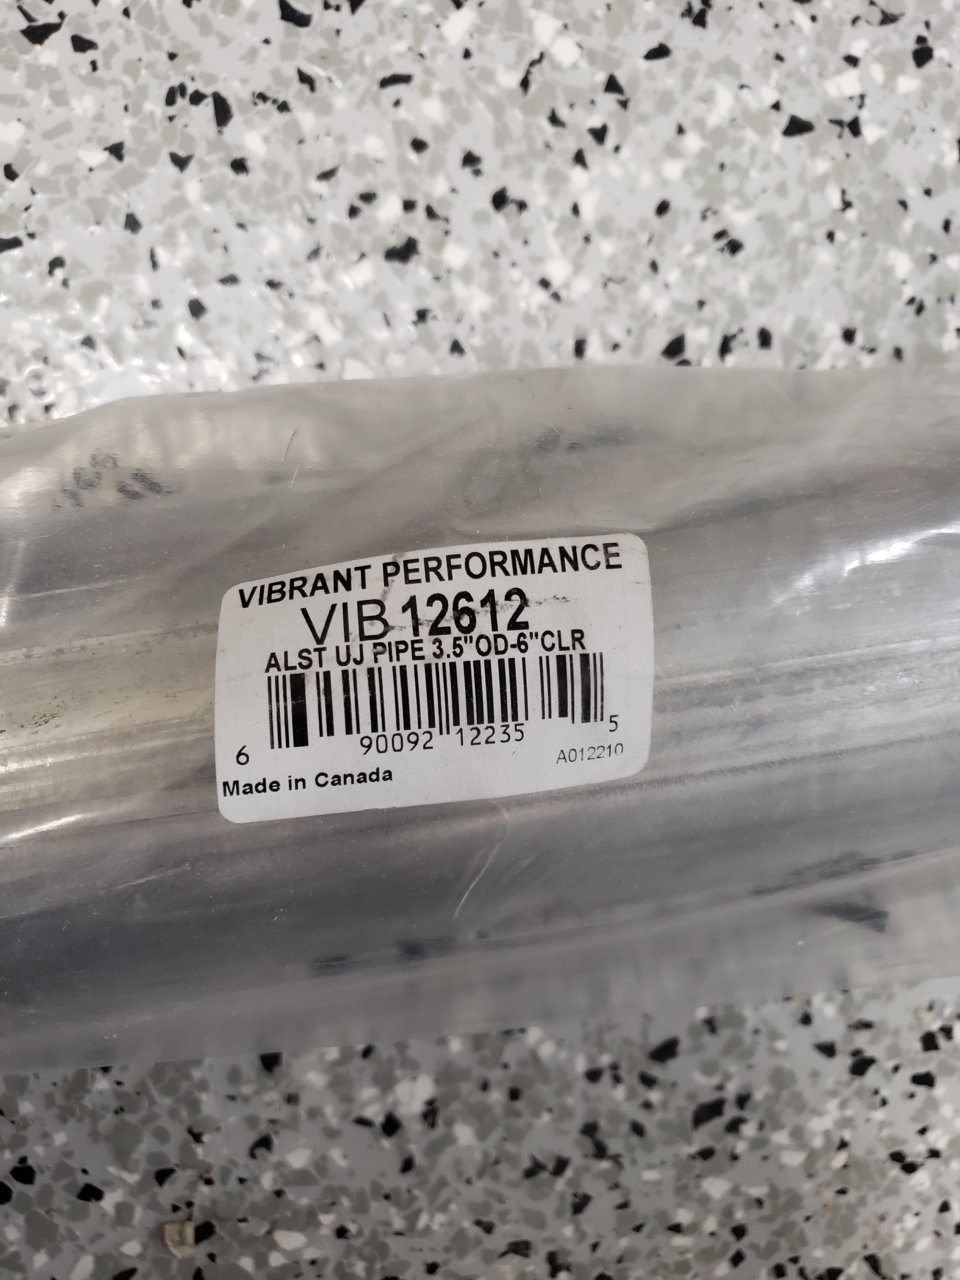 VIBRANT PERFORMANCE
VIB 12612
ALST UJ PIPE 3.5"OD-6"CLR
6 90092 12235 5
A012210
Made in Canada